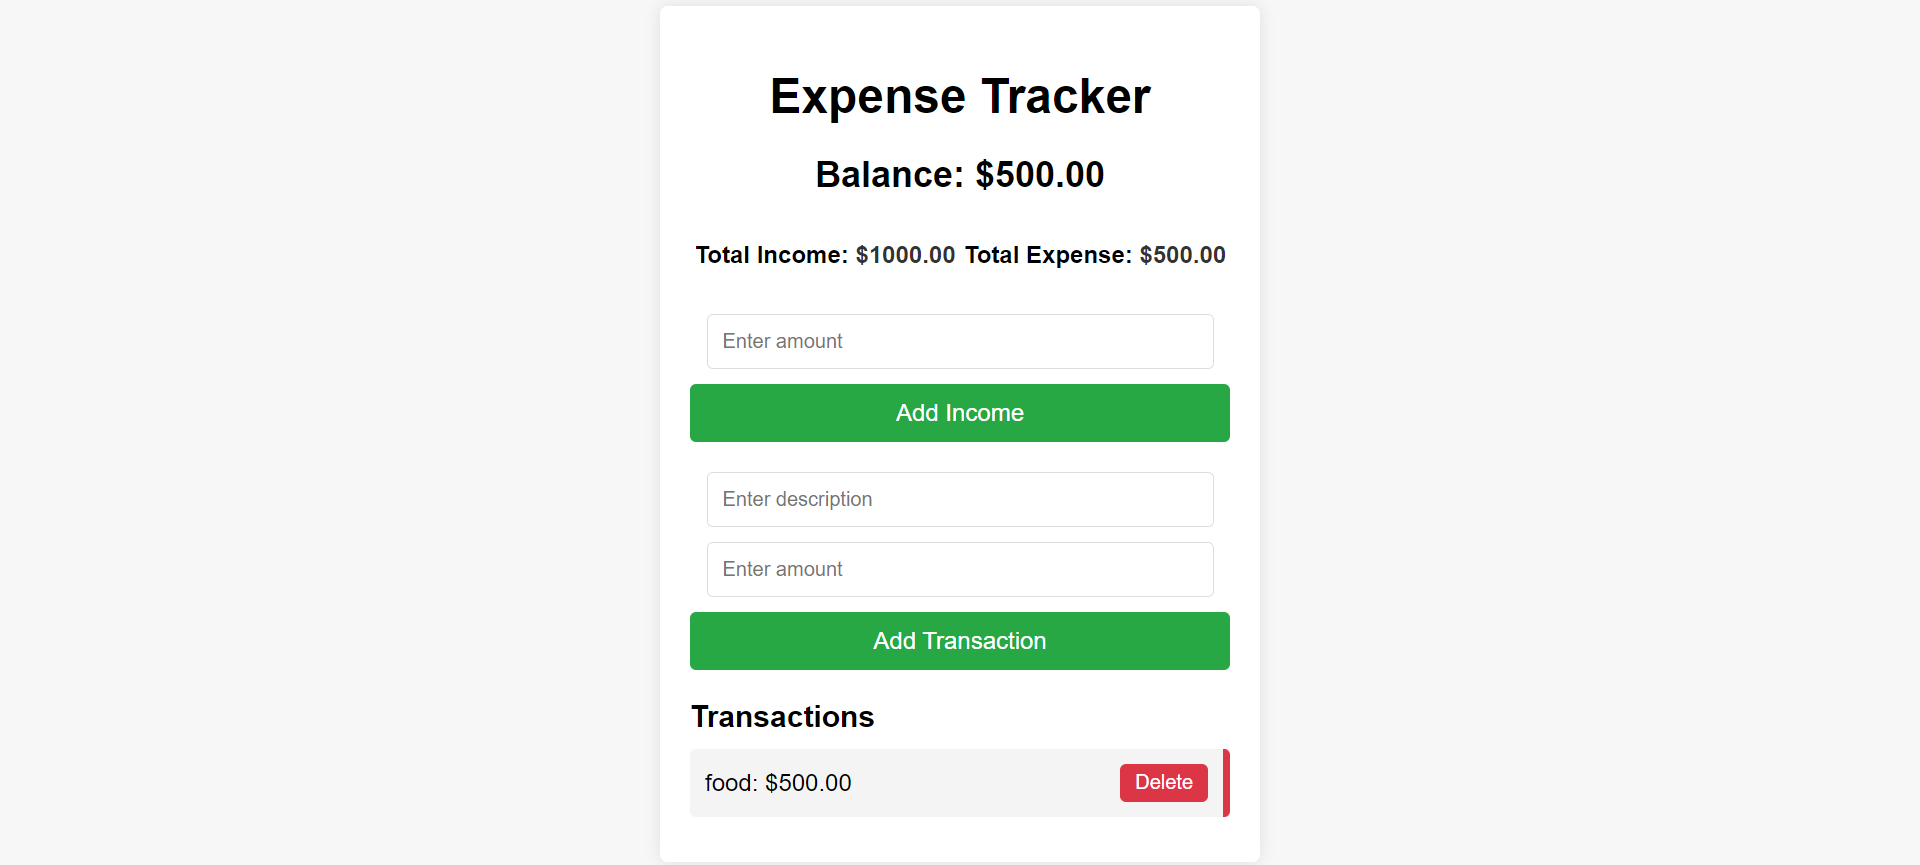 Expense Tracker
Balance: $500.00
Total Income: $1000.00 Total Expense: $500.00
Enter amount
Add Income
Enter description
Enter amount
Add Transaction
Transactions
food: $500.00 Delete